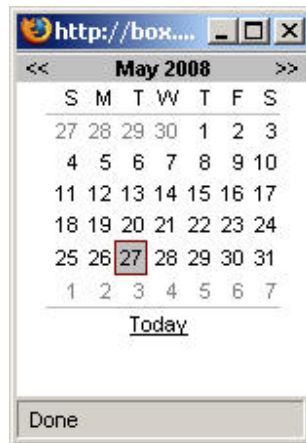 http://box....
<< May 2008 >>
S M T W T F S
27 28 29 30 1 2 3
4 5 6 7 8 9 10
11 12 13 14 15 16 17
18 19 20 21 22 23 24
25 26 27 28 29 30 31
1 2 3 4 5 6 7
Today
Done